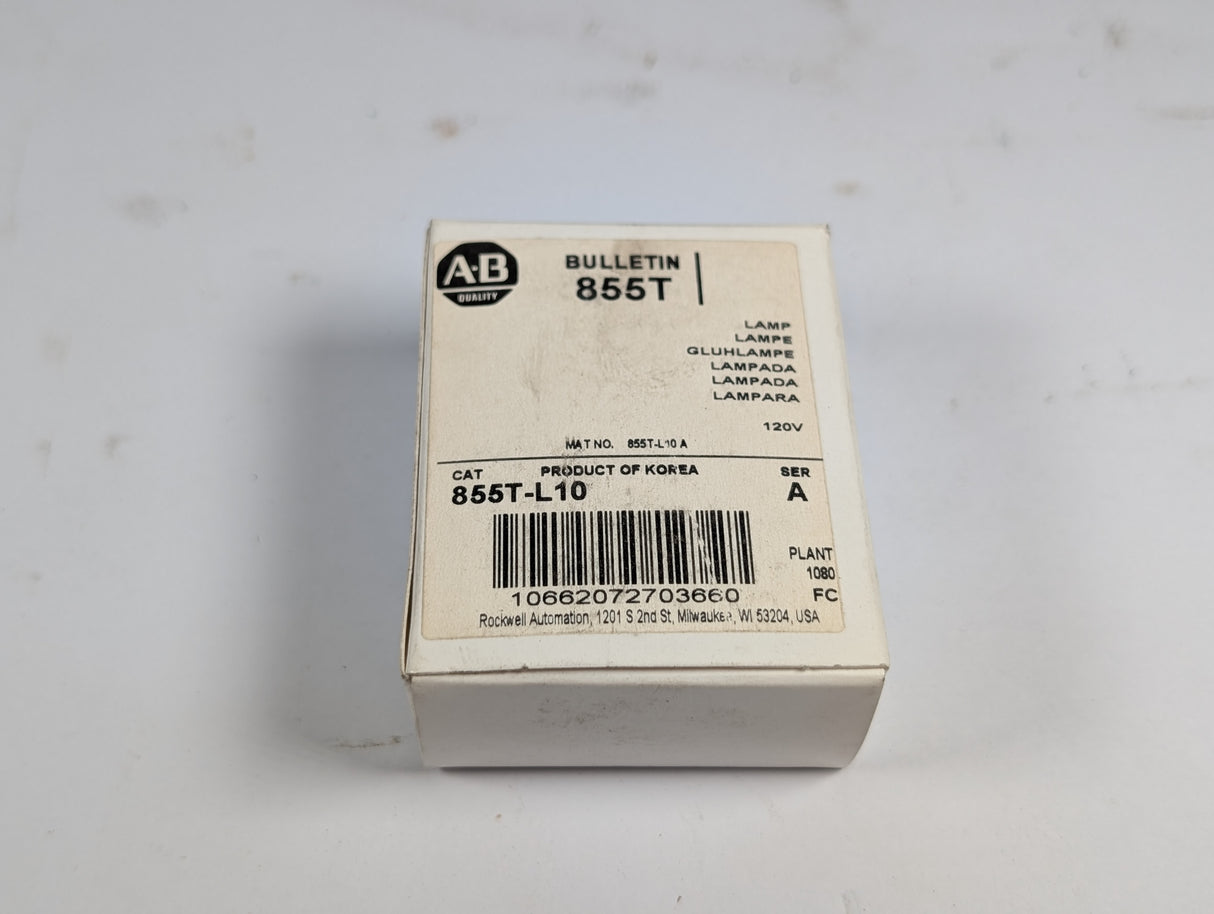 A-B
QUALITY
BULLETIN
855T
LAMP
LAMPE
GLUHLAMPE
LAMPADA
LAMPADA
LAMPARA
120V
MAT NO. 855T-L10 A
CAT PRODUCT OF KOREA SER
855T-L10 A
PLANT
1080
10662072703660 FC
Rockwell Automation, 1201 S 2nd St, Milwaukee, WI 53204, USA